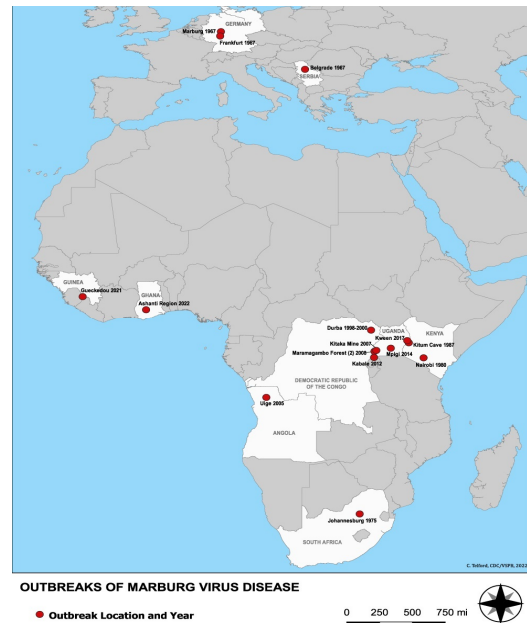 GERMANY
Marburg 1967
Frankfurt 1967
Belgrade 1967
SERBIA
GUINEA
Gueckedou 2021
GHANA
Ashanti Region 2022
Durba 1998-2000
UGANDA
KENYA
Kitaka Mine 2007
Kween 2017
Kitum Cave 1987
Maramagambo Forest (2) 2008
Mpigi 2014
Kabale 2012
Nairobi 1980
DEMOCRATIC REPUBLIC
OF THE CONGO
Uige 2005
ANGOLA
Johannesburg 1975
SOUTH AFRICA
C. Telford, CDC/VSPB, 2022
OUTBREAKS OF MARBURG VIRUS DISEASE
Outbreak Location and Year
0 250 500 750 mi